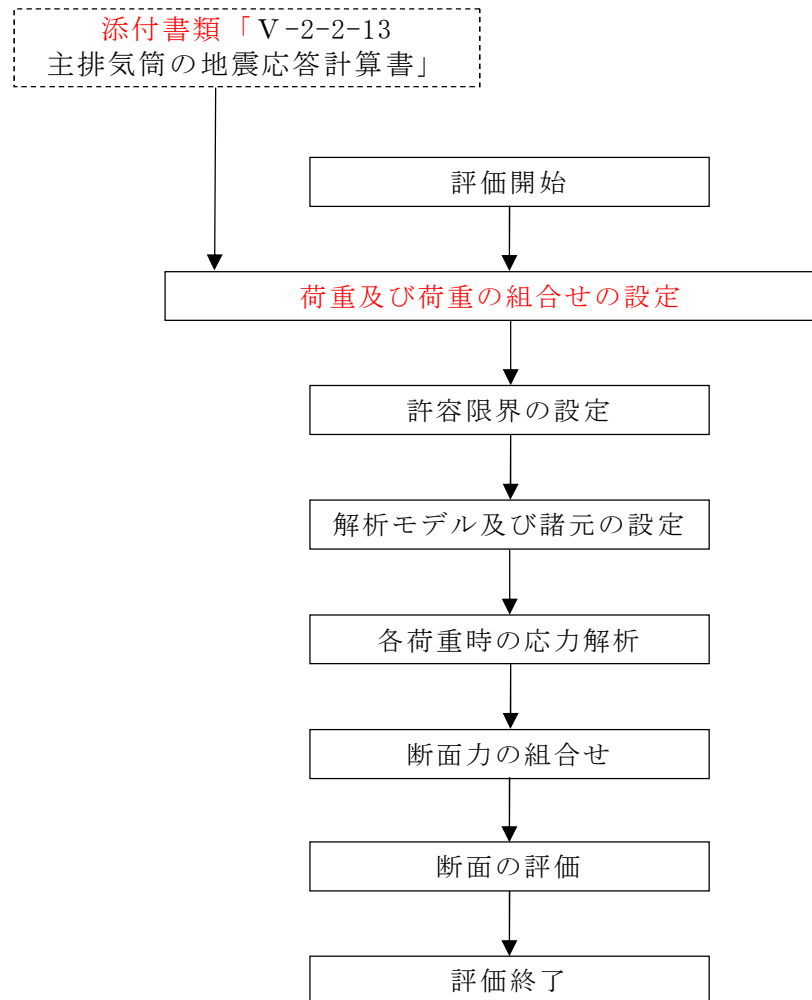 添付書類「Ⅴ-2-2-13
主排気筒の地震応答計算書」
評価開始
荷重及び荷重の組合せの設定
許容限界の設定
解析モデル及び諸元の設定
各荷重時の応力解析
断面力の組合せ
断面の評価
評価終了